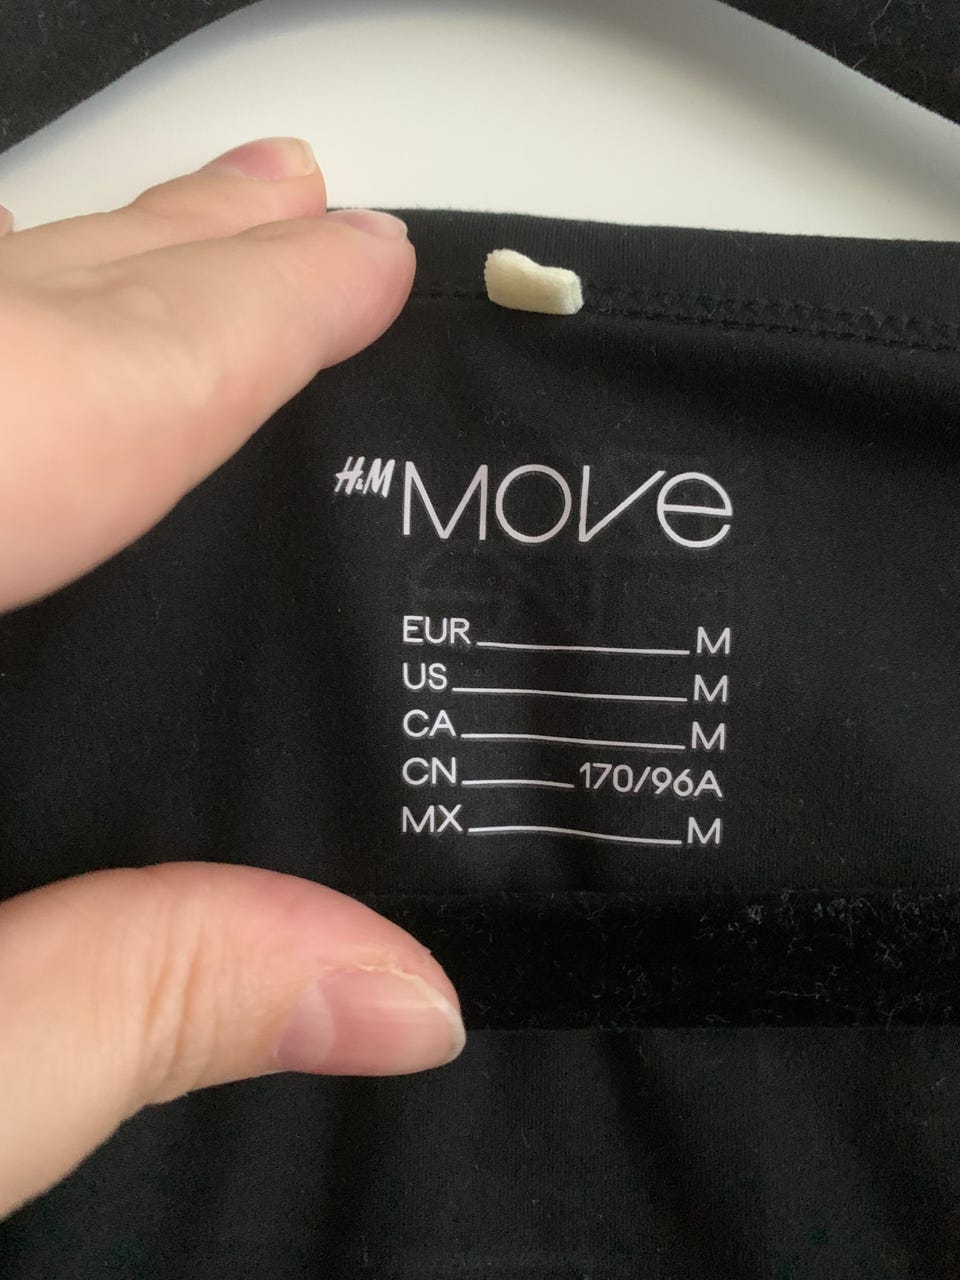 H&M MOVE
EUR M
US M
CA M
CN 170/96A
MX M